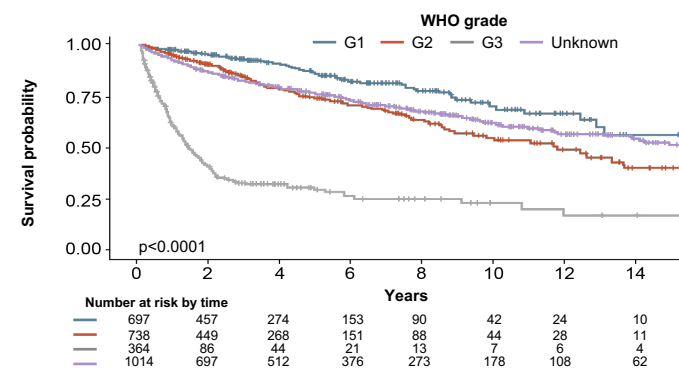 WHO grade
G1 G2 G3 Unknown
Survival probability
1.00
0.75
0.50
0.25
0.00
p<0.0001
0 2 4 6 8 10 12 14
Years
Number at risk by time
697 457 274 153 90 42 24 10
738 449 268 151 88 44 28 11
364 86 44 21 13 7 6 4
1014 697 512 376 273 178 108 62